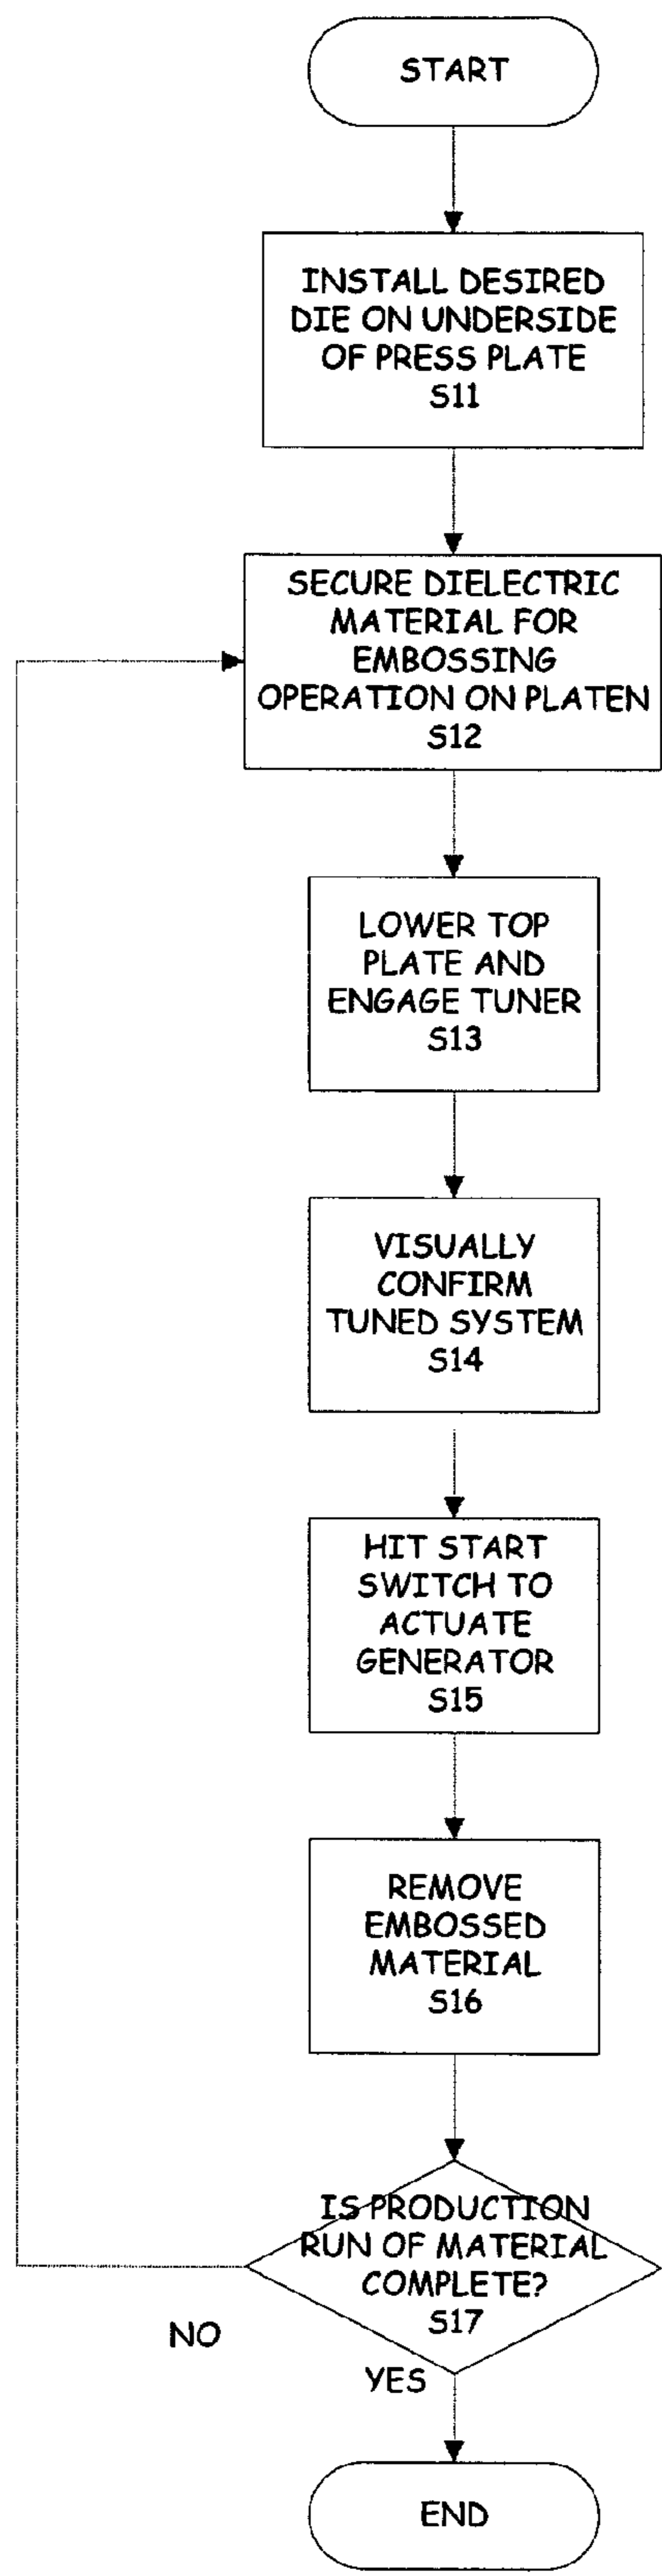 START
INSTALL DESIRED
DIE ON UNDERSIDE
OF PRESS PLATE
S11
SECURE DIELECTRIC
MATERIAL FOR
EMBOSSING
OPERATION ON PLATEN
S12
LOWER TOP
PLATE AND
ENGAGE TUNER
S13
VISUALLY
CONFIRM
TUNED SYSTEM
S14
HIT START
SWITCH TO
ACTUATE
GENERATOR
S15
REMOVE
EMBOSSED
MATERIAL
S16
IS PRODUCTION
RUN OF MATERIAL
COMPLETE?
S17
NO
YES
END